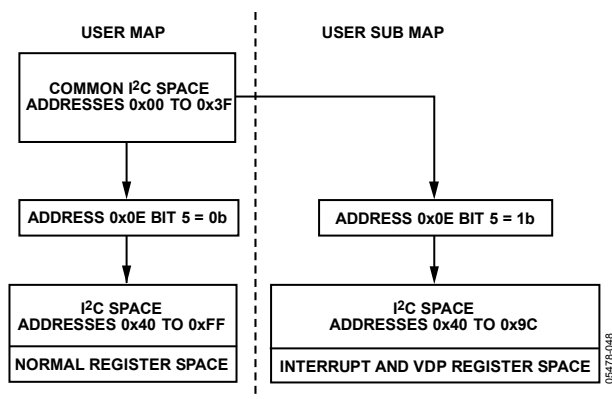 USER MAP
USER SUB MAP
COMMON I²C SPACE
ADDRESSES 0x00 TO 0x3F
ADDRESS 0x0E BIT 5 = 0b
ADDRESS 0x0E BIT 5 = 1b
I²C SPACE
ADDRESSES 0x40 TO 0xFF
NORMAL REGISTER SPACE
I²C SPACE
ADDRESSES 0x40 TO 0x9C
INTERRUPT AND VDP REGISTER SPACE
05478-048